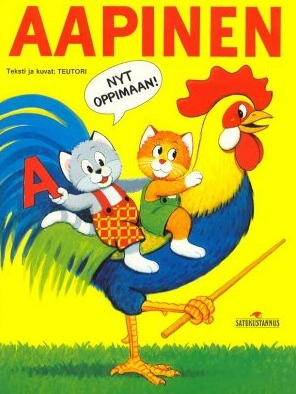 AAPINEN
Teksti ja kuvat: TEUTORI
NYT
OPPIMAAN!
A
SATUKUSTANNUS